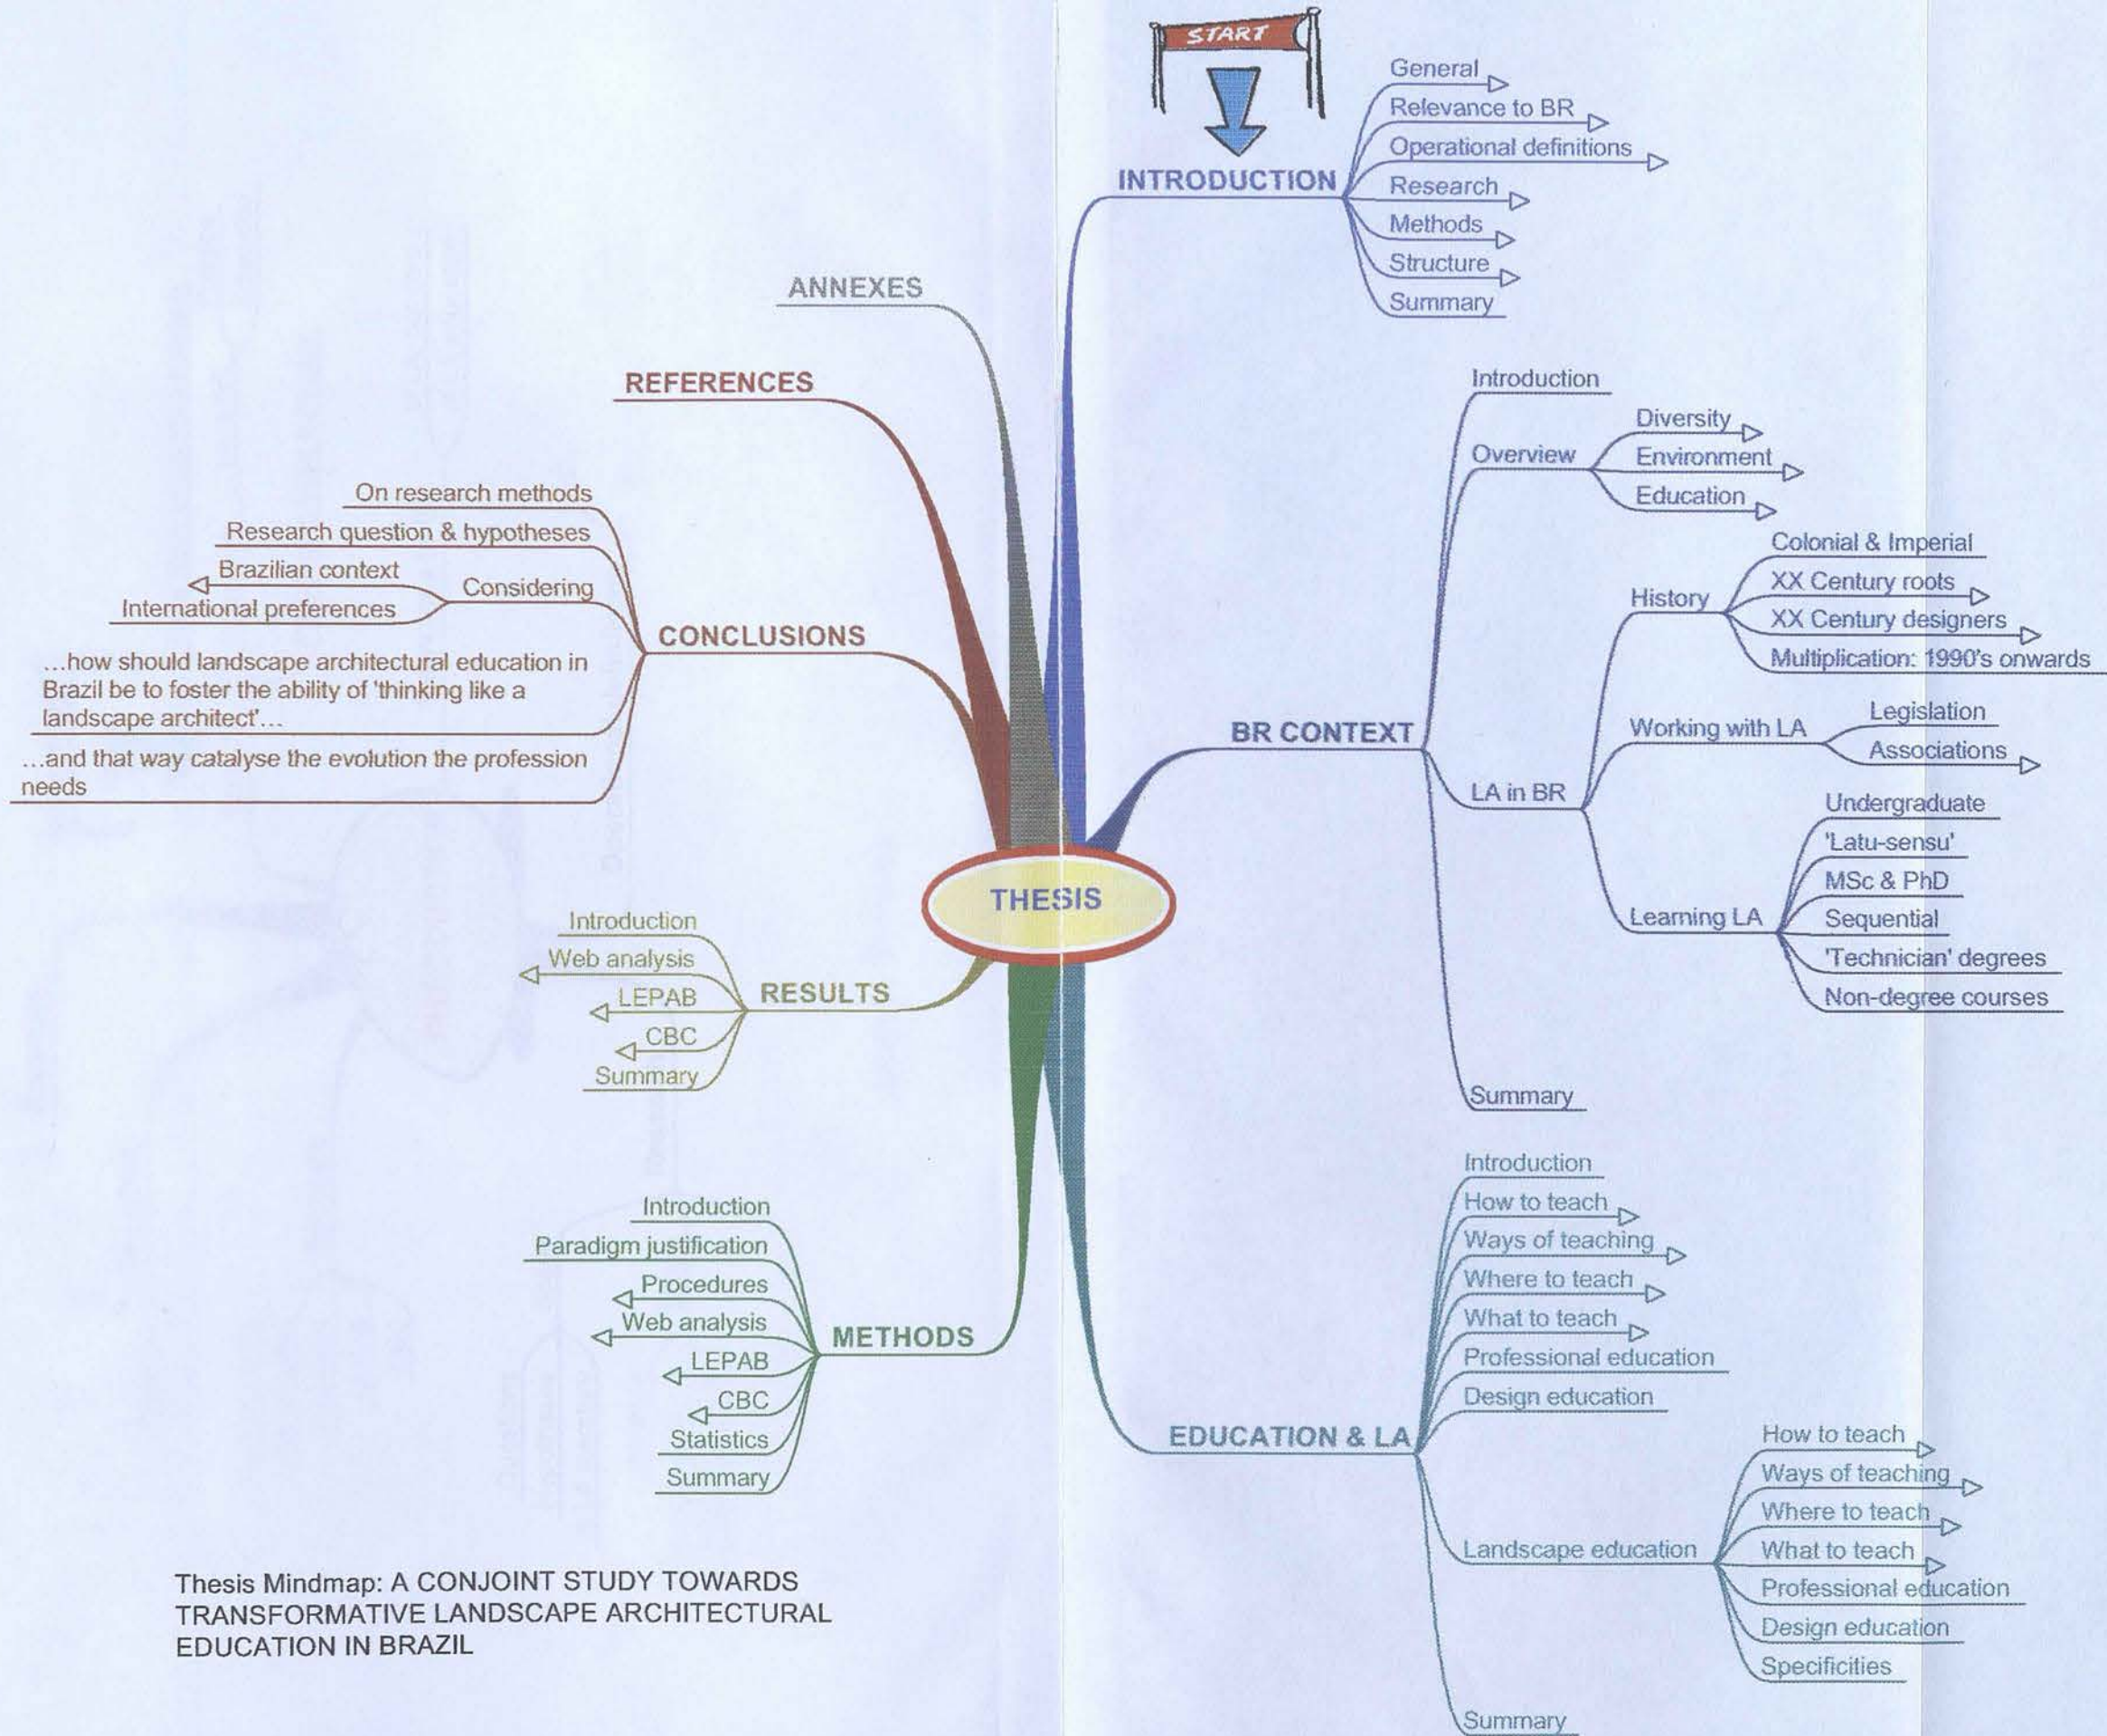 START
INTRODUCTION
General
Relevance to BR
Operational definitions
Research
Methods
Structure
Summary
BR CONTEXT
Introduction
Overview
Diversity
Environment
Education
LA in BR
History
Colonial & Imperial
XX Century roots
XX Century designers
Multiplication: 1990's onwards
Working with LA
Legislation
Associations
Learning LA
Undergraduate
'Latu-sensu'
MSc & PhD
Sequential
'Technician' degrees
Non-degree courses
Summary
EDUCATION & LA
Introduction
How to teach
Ways of teaching
Where to teach
What to teach
Professional education
Design education
Landscape education
How to teach
Ways of teaching
Where to teach
What to teach
Professional education
Design education
Specificities
Summary
METHODS
Introduction
Paradigm justification
Procedures
Web analysis
LEPAB
CBC
Statistics
Summary
RESULTS
Introduction
Web analysis
LEPAB
CBC
Summary
CONCLUSIONS
On research methods
Research question & hypotheses
Considering
Brazilian context
International preferences
...how should landscape architectural education in
Brazil be to foster the ability of 'thinking like a
landscape architect'...
...and that way catalyse the evolution the profession
needs
REFERENCES
ANNEXES
THESIS
Thesis Mindmap: A CONJOINT STUDY TOWARDS
TRANSFORMATIVE LANDSCAPE ARCHITECTURAL
EDUCATION IN BRAZIL